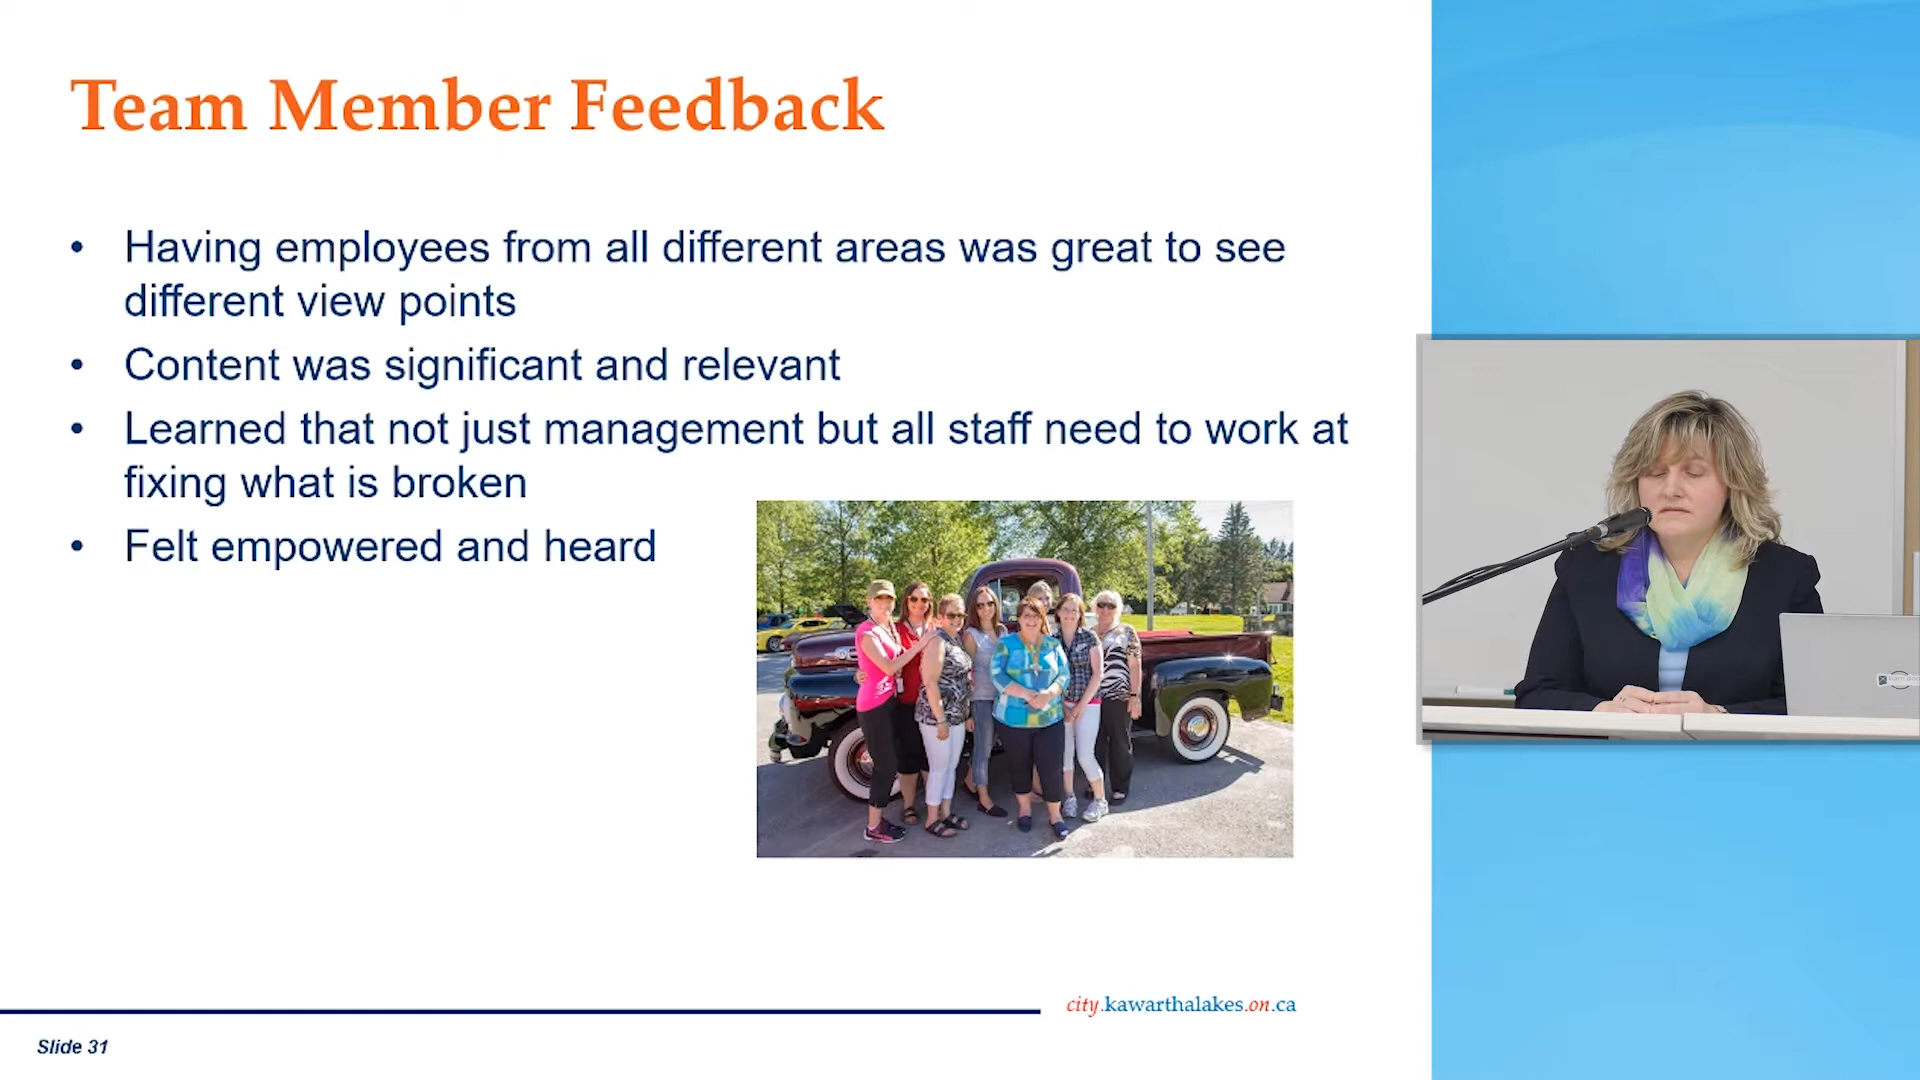 Team Member Feedback
• Having employees from all different areas was great to see
different view points
• Content was significant and relevant
• Learned that not just management but all staff need to work at
fixing what is broken
• Felt empowered and heard
city.kawarthalakes.on.ca
Slide 31